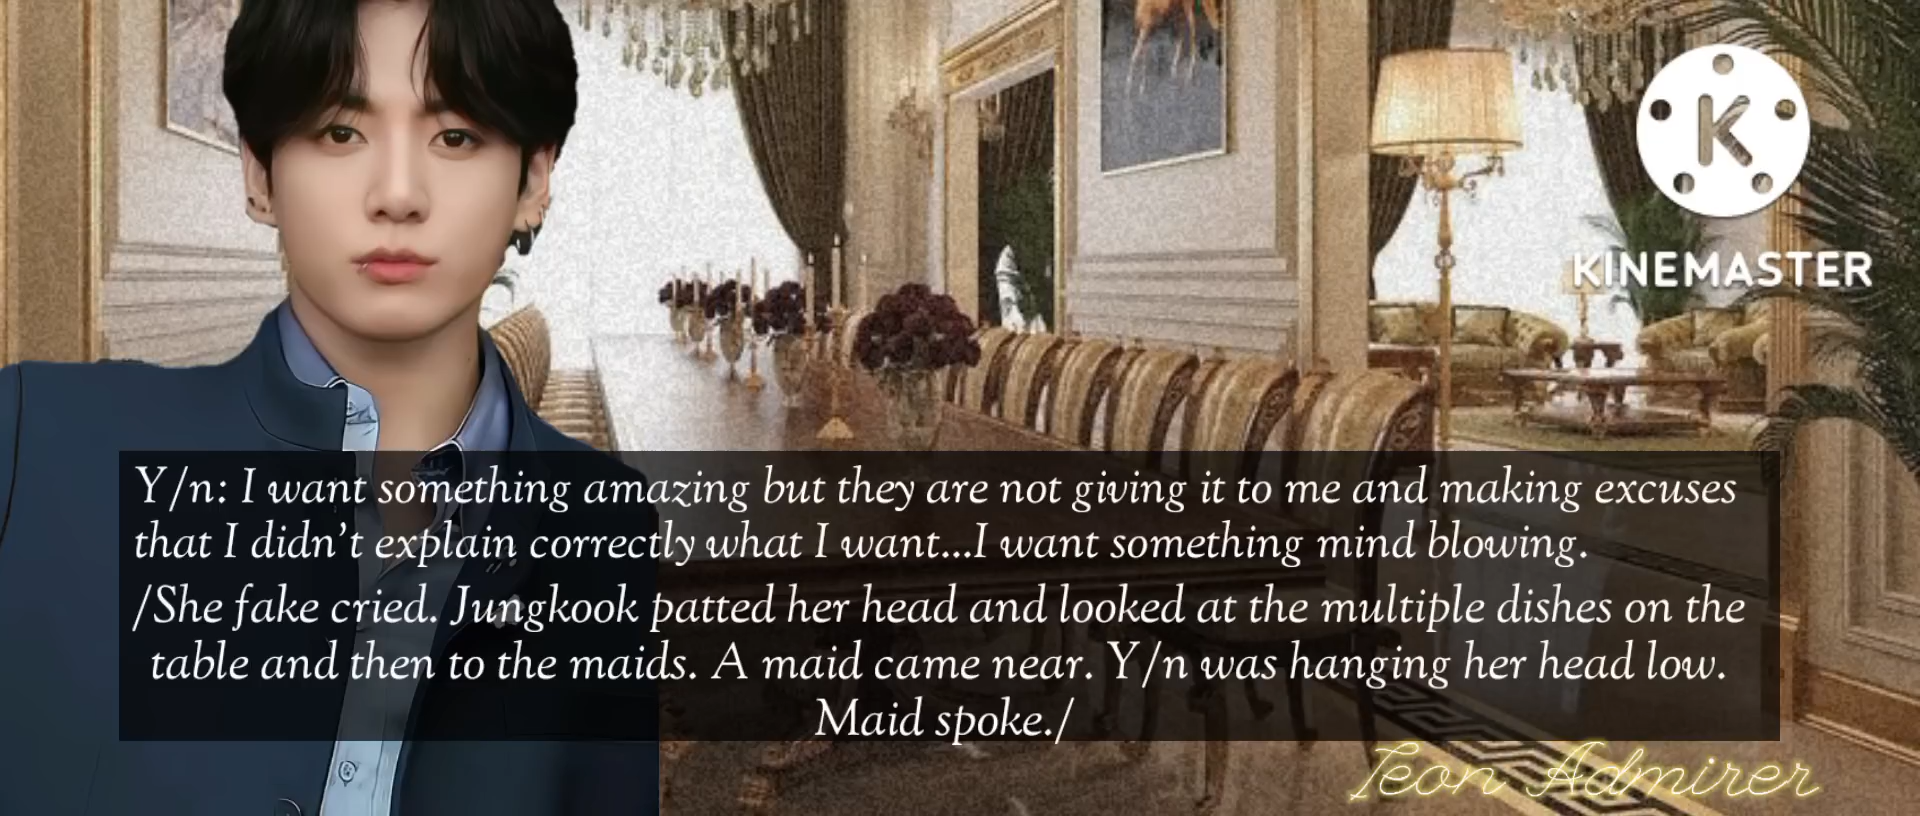 K
KINEMASTER
Y/n: I want something amazing but they are not giving it to me and making excuses
that I didn't explain correctly what I want...I want something mind blowing.
/She fake cried. Jungkook patted her head and looked at the multiple dishes on the
table and then to the maids. A maid came near. Y/n was hanging her head low.
Maid spoke./
Jeon Admirer